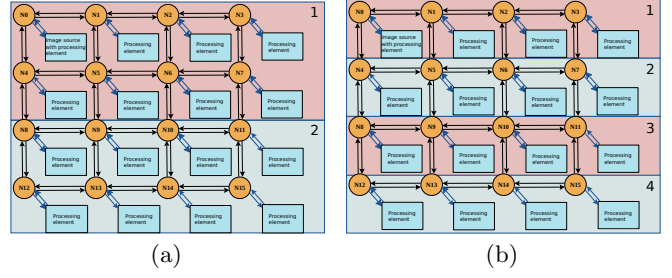 N0 N1 N2 N3 1
Image source
with processing
element
Processing
element
Processing
element
Processing
element
N4 N5 N6 N7
Processing
element
Processing
element
Processing
element
Processing
element
N8 N9 N10 N11 2
Processing
element
Processing
element
Processing
element
Processing
element
N12 N13 N14 N15
Processing
element
Processing
element
Processing
element
Processing
element
(a)
N0 N1 N2 N3 1
Image source
with processing
element
Processing
element
Processing
element
Processing
element
N4 N5 N6 N7 2
Processing
element
Processing
element
Processing
element
Processing
element
N8 N9 N10 N11 3
Processing
element
Processing
element
Processing
element
Processing
element
N12 N13 N14 N15 4
Processing
element
Processing
element
Processing
element
Processing
element
(b)